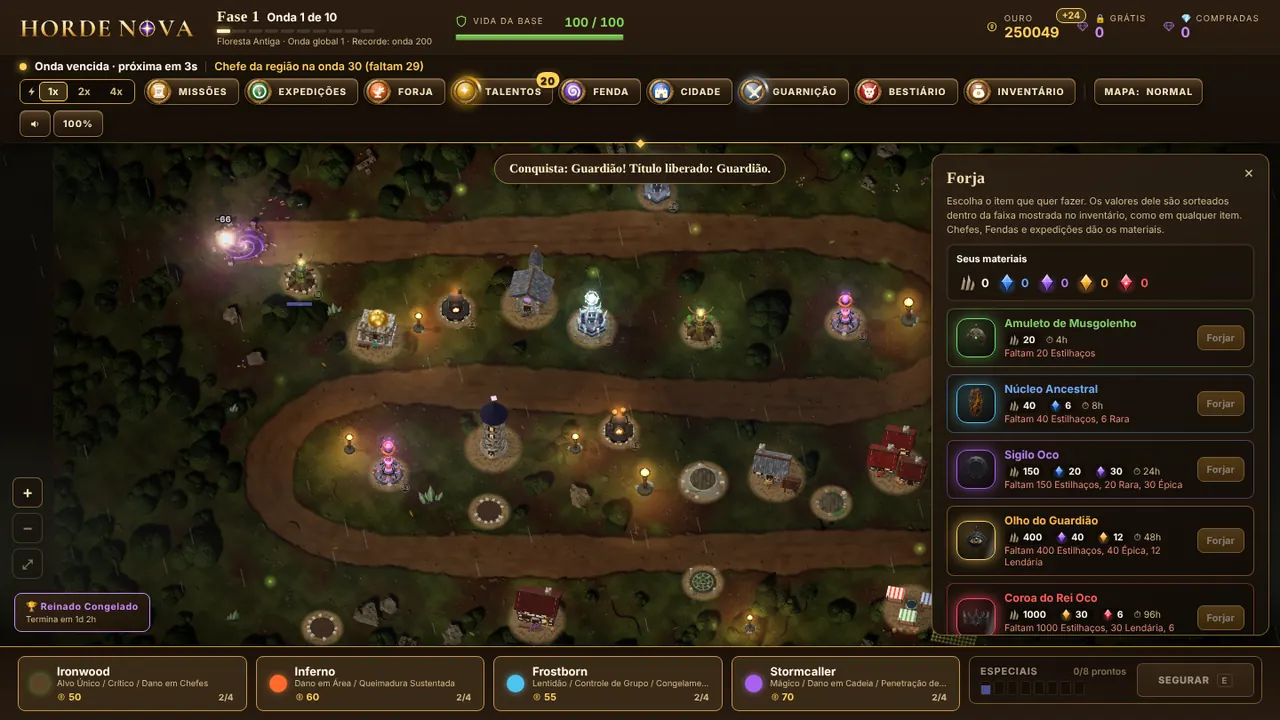 HORDE NOVA
Fase 1 Onda 1 de 10
Floresta Antiga · Onda global 1 · Recorde: onda 200
VIDA DA BASE 100 / 100
OURO
250049
+24
GRÁTIS
0
COMPRADAS
0
Onda vencida · próxima em 3s
Chefe da região na onda 30 (faltam 29)
1x 2x 4x
MISSÕES
EXPEDIÇÕES
FORJA
TALENTOS
20
FENDA
CIDADE
GUARNIÇÃO
BESTIÁRIO
INVENTÁRIO
MAPA: NORMAL
100%
Conquista: Guardião! Título liberado: Guardião.
-66
Forja
×
Escolha o item que quer fazer. Os valores dele são sorteados
dentro da faixa mostrada no inventário, como em qualquer item.
Chefes, Fendas e expedições dão os materiais.
Seus materiais
0 0 0 0 0
Amuleto de Musgolenho
20 4h
Faltam 20 Estilhaços
Forjar
Núcleo Ancestral
40 6 8h
Faltam 40 Estilhaços, 6 Rara
Forjar
Sigilo Oco
150 20 30 24h
Faltam 150 Estilhaços, 20 Rara, 30 Épica
Forjar
Olho do Guardião
400 40 12 48h
Faltam 400 Estilhaços, 40 Épica, 12
Lendária
Forjar
Coroa do Rei Oco
1000 30 6 96h
Faltam 1000 Estilhaços, 30 Lendária, 6
Forjar
+
−
Reinado Congelado
Termina em 1d 2h
Ironwood
Alvo Único / Crítico / Dano em Chefes
50 2/4
Inferno
Dano em Área / Queimadura Sustentada
60 2/4
Frostborn
Lentidão / Controle de Grupo / Congelame...
55 2/4
Stormcaller
Mágico / Dano em Cadeia / Penetração de...
70 2/4
ESPECIAIS 0/8 prontos
SEGURAR E